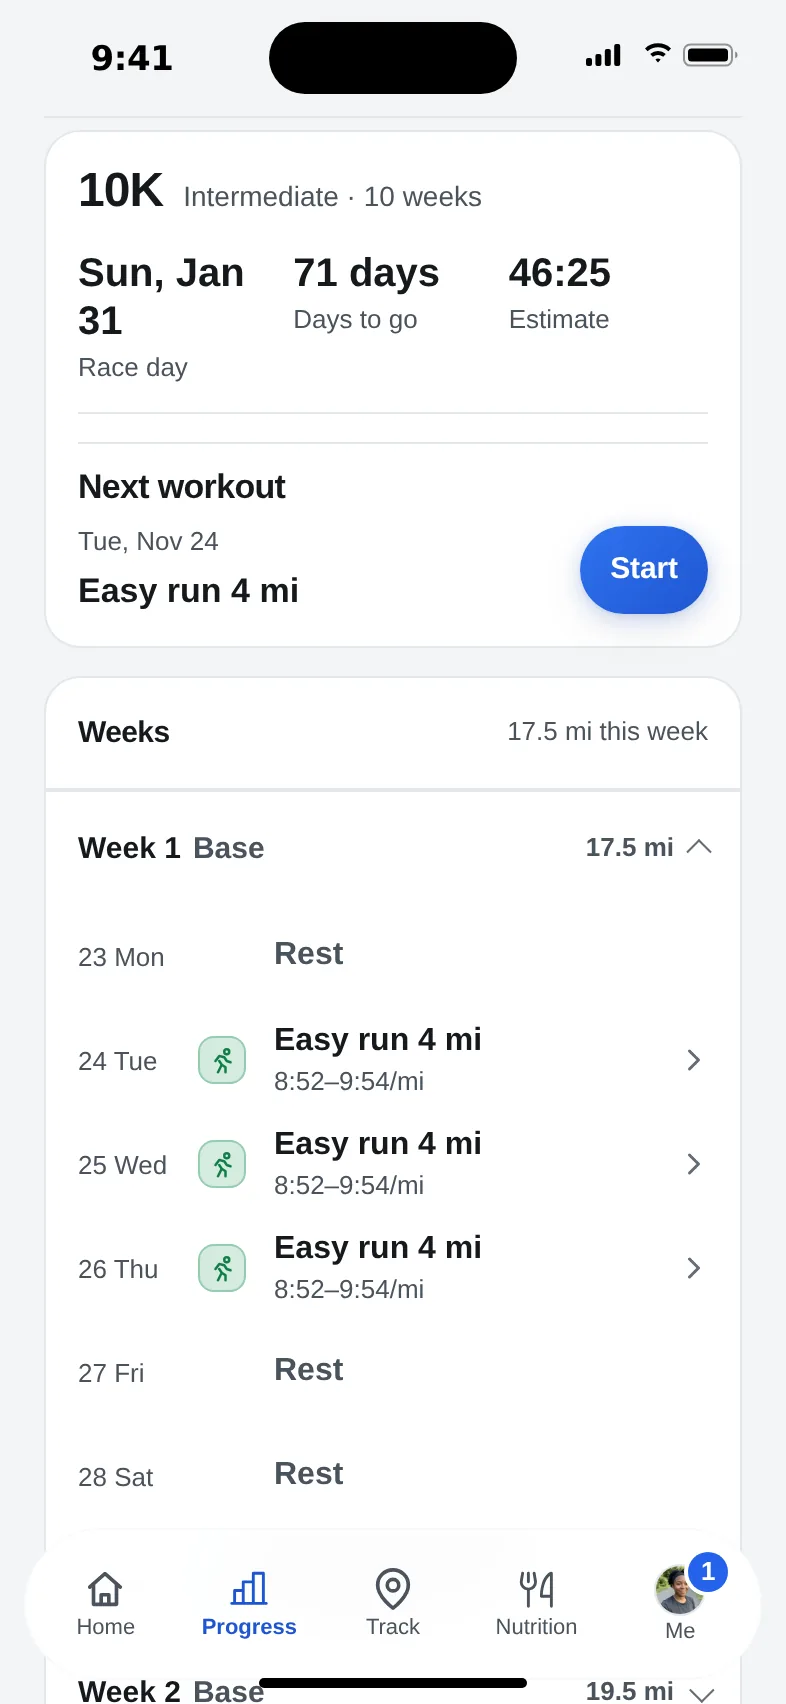 9:41
10K Intermediate · 10 weeks
Sun, Jan 31
Race day
71 days
Days to go
46:25
Estimate
Next workout
Tue, Nov 24
Easy run 4 mi
Start
Weeks
17.5 mi this week
Week 1 Base
17.5 mi
23 Mon
Rest
24 Tue
Easy run 4 mi
8:52–9:54/mi
25 Wed
Easy run 4 mi
8:52–9:54/mi
26 Thu
Easy run 4 mi
8:52–9:54/mi
27 Fri
Rest
28 Sat
Rest
Home
Progress
Track
Nutrition
1
Me
Week 2 Base
19.5 mi